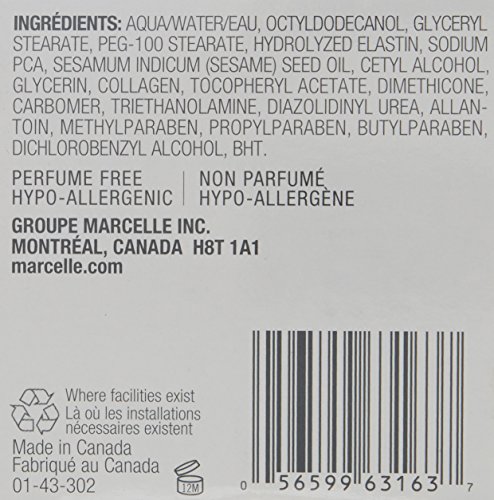 INGRÉDIENTS: AQUA/WATER/EAU, OCTYLDODECANOL, GLYCERYL
STEARATE, PEG-100 STEARATE, HYDROLYZED ELASTIN, SODIUM
PCA, SESAMUM INDICUM (SESAME) SEED OIL, CETYL ALCOHOL,
GLYCERIN, COLLAGEN, TOCOPHERYL ACETATE, DIMETHICONE,
CARBOMER, TRIETHANOLAMINE, DIAZOLIDINYL UREA, ALLAN-
TOIN, METHYLPARABEN, PROPYLPARABEN, BUTYLPARABEN,
DICHLOROBENZYL ALCOHOL, BHT.
PERFUME FREE
HYPO-ALLERGENIC
NON PARFUMÉ
HYPO-ALLERGÈNE
GROUPE MARCELLE INC.
MONTRÉAL, CANADA H8T 1A1
marcelle.com
Where facilities exist
Là où les installations
nécessaires existent
Made in Canada
Fabriqué au Canada
01-43-302
12M
0 56599 63163 7